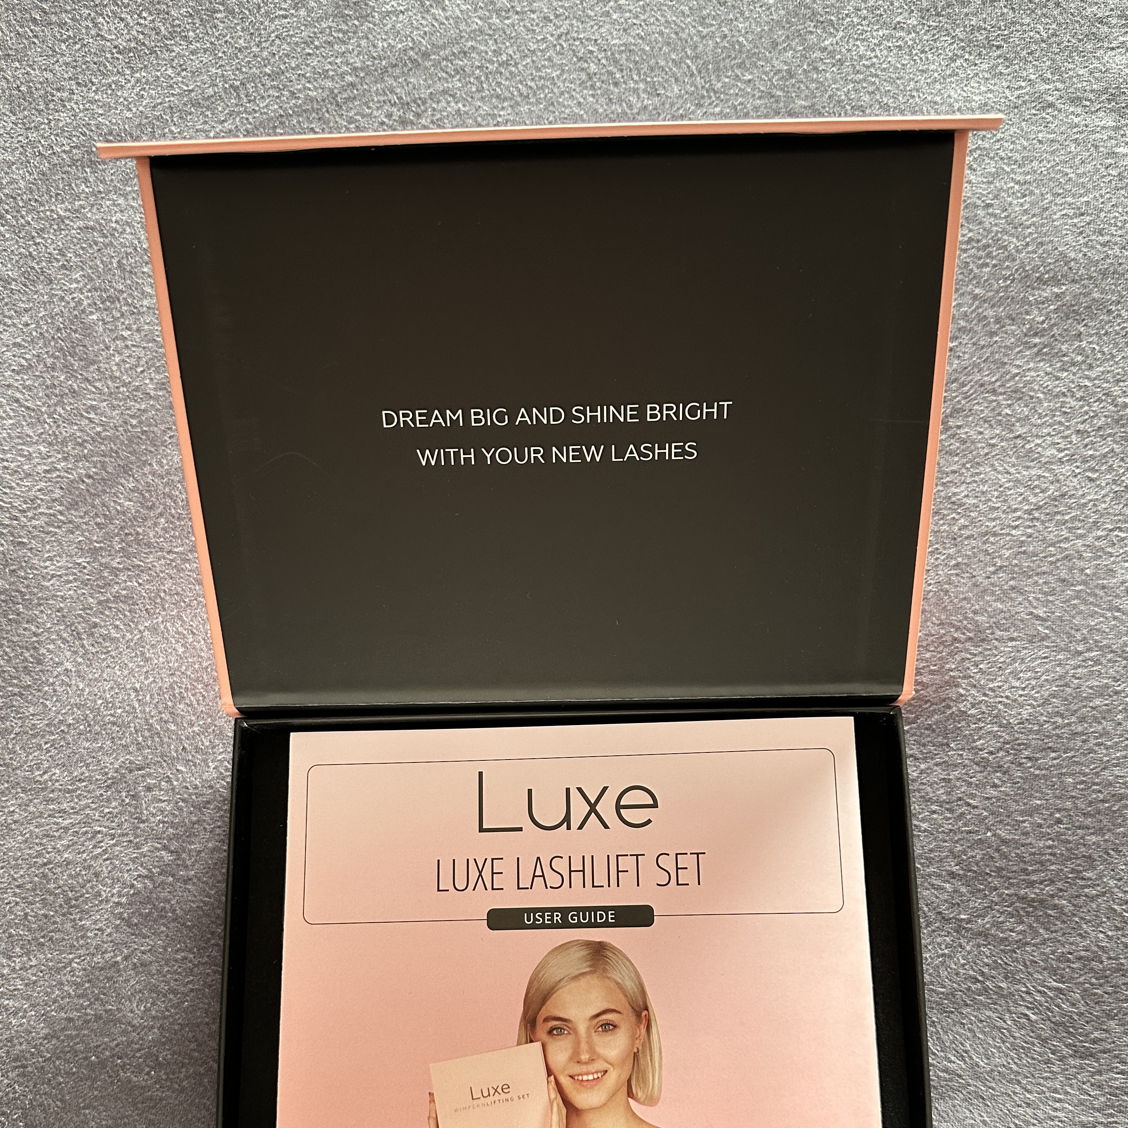 DREAM BIG AND SHINE BRIGHT
WITH YOUR NEW LASHES
Luxe
LUXE LASHLIFT SET
USER GUIDE
Luxe
WIMPERNLIFTING SET